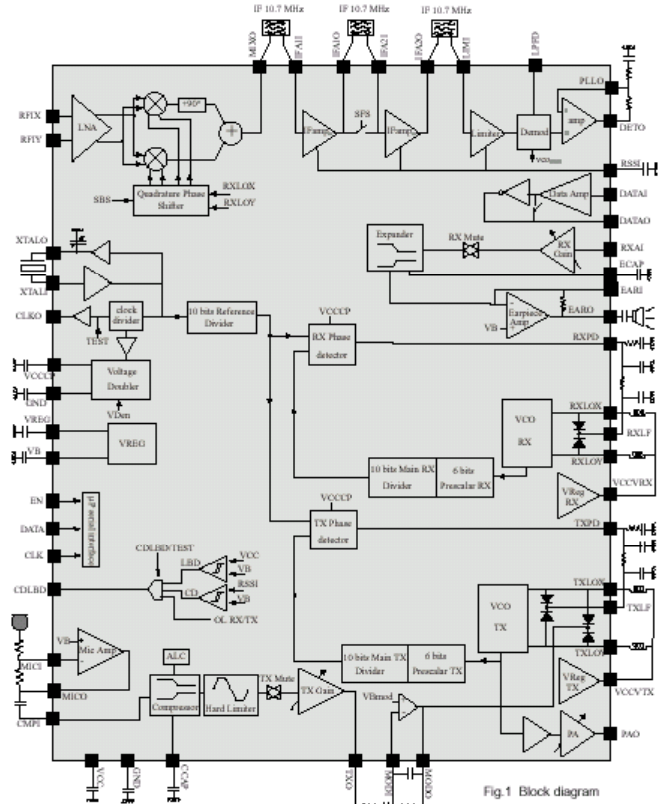 IF 10.7 MHz
IF 10.7 MHz
IF 10.7 MHz
MIXO
IFA1I
IFA1O
IFA2I
IFA2O
LIMI
LPFD
PLLO
DETO
RFIX
RFIY
LNA
+90°
+
IFamp
SFS
IFamp
Limiter
Demod
amp
RSSI
DATAI
DATAO
Data Amp
SBS
Quadrature Phase
Shifter
RXLOX
RXLOY
XTALO
XTALI
CLKO
TEST
clock
divider
10 bits Reference
Divider
Expander
RX Mute
RX
Gain
RXAI
ECAP
EARI
EARO
Earpiece
Amp
VB
VCCCP
RX Phase
detector
RXPD
VCCCP
GND
Voltage
Doubler
VDen
VREG
VB
VREG
VCO
RX
RXLOX
RXLF
RXLOY
10 bits Main RX
Divider
6 bits
Prescalar RX
VReg
RX
VCCVRX
EN
DATA
CLK
μP serial interface
VCCCP
TX Phase
detector
TXPD
CDLBD/TEST
LBD
CD
VCC
VB
RSSI
VB
OL RX/TX
CDLBD
VCO
TX
TXLOX
TXLF
TXLOY
MICI
MICO
CMPI
VB
Mic Amp
ALC
Compressor
Hard Limiter
TX Mute
TX Gain
10 bits Main TX
Divider
6 bits
Prescalar TX
VBmod
VReg
TX
VCCVTX
PA
PAO
VCC
GND
CCAP
TXO
MODI
MODO
Fig.1 Block diagram